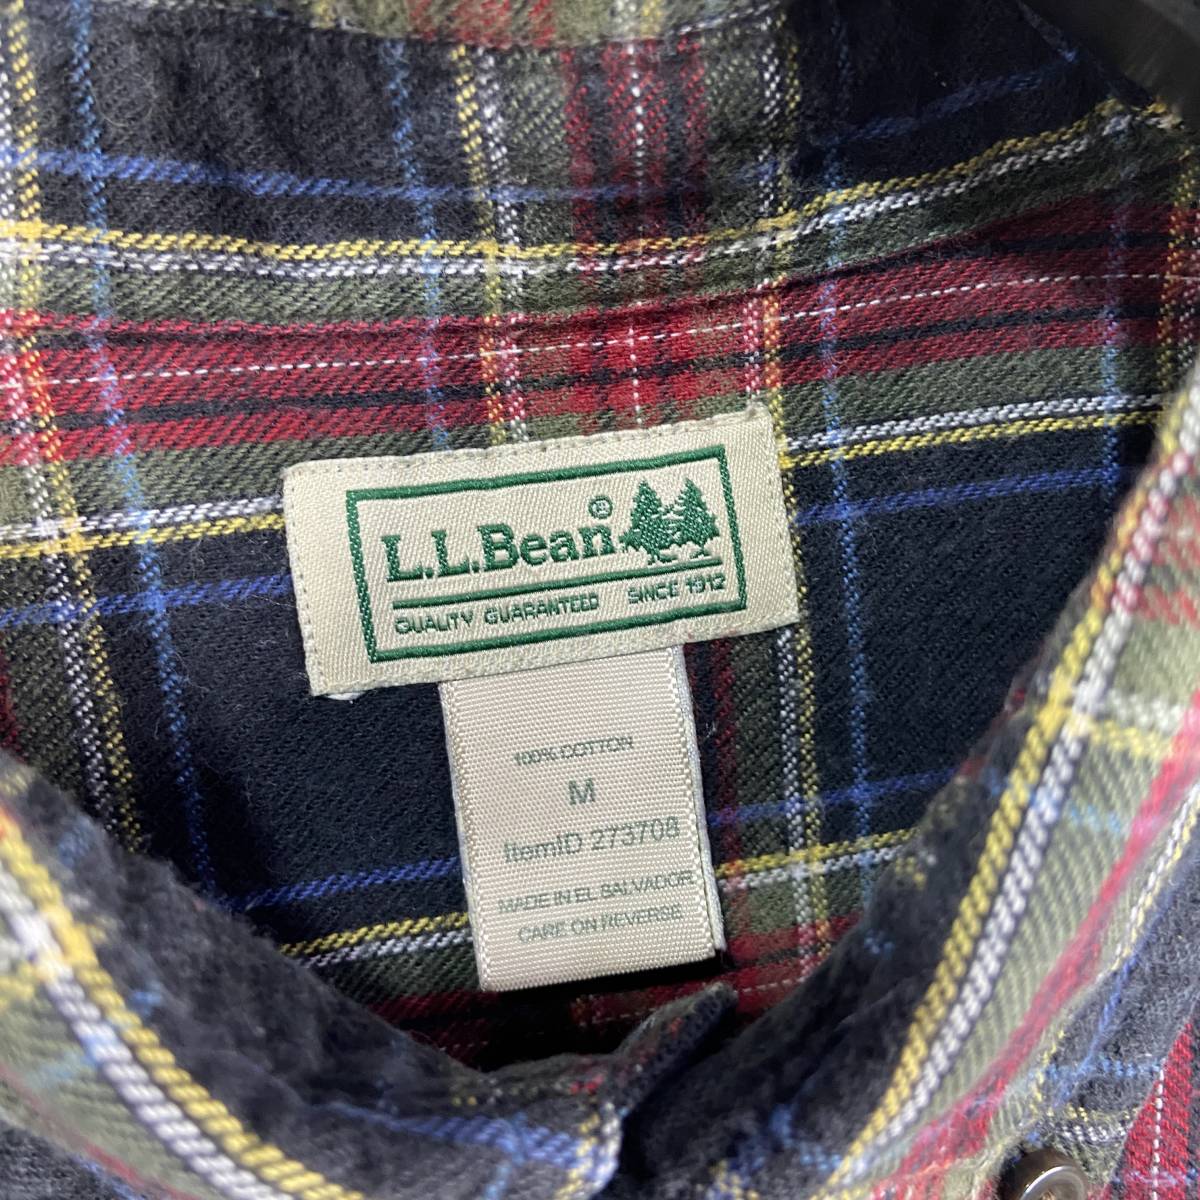 L.L.Bean®
QUALITY GUARANTEED SINCE 1912
100% COTTON
M
ItemID 273708
MADE IN EL SALVADOR
CARE ON REVERSE